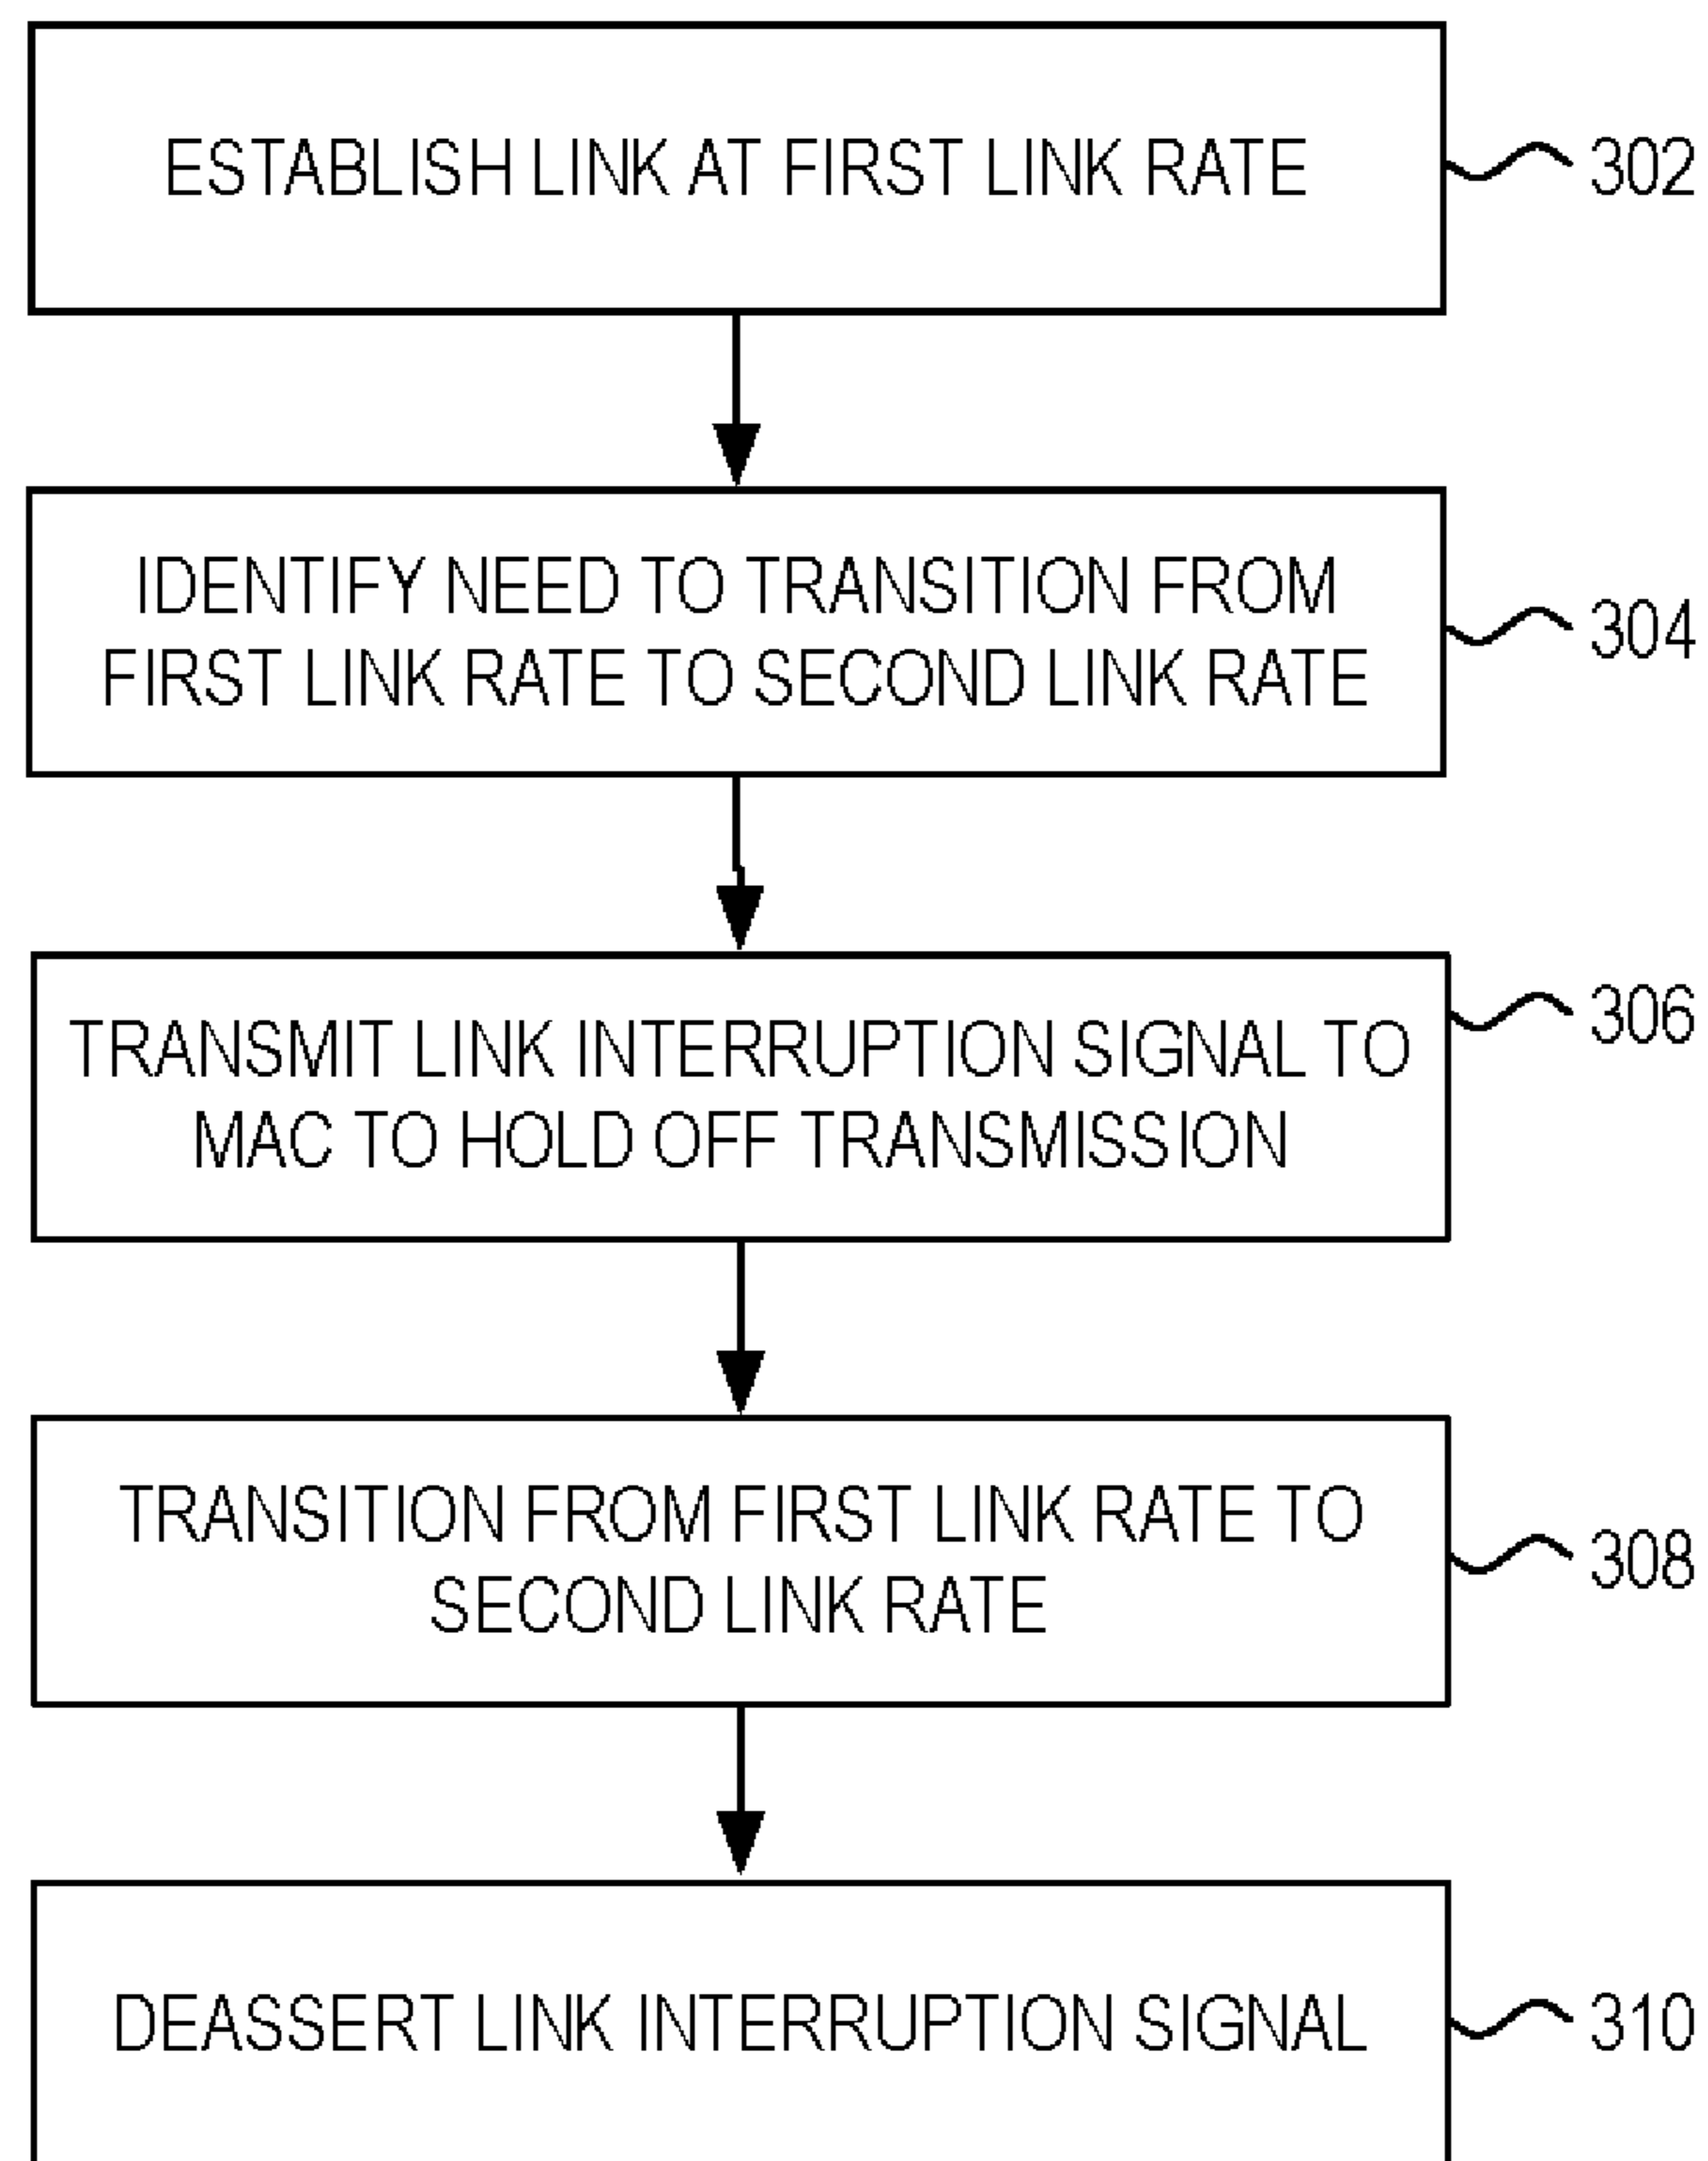 ESTABLISH LINK AT FIRST LINK RATE
302
IDENTIFY NEED TO TRANSITION FROM
FIRST LINK RATE TO SECOND LINK RATE
304
TRANSMIT LINK INTERRUPTION SIGNAL TO
MAC TO HOLD OFF TRANSMISSION
306
TRANSITION FROM FIRST LINK RATE TO
SECOND LINK RATE
308
DEASSERT LINK INTERRUPTION SIGNAL
310